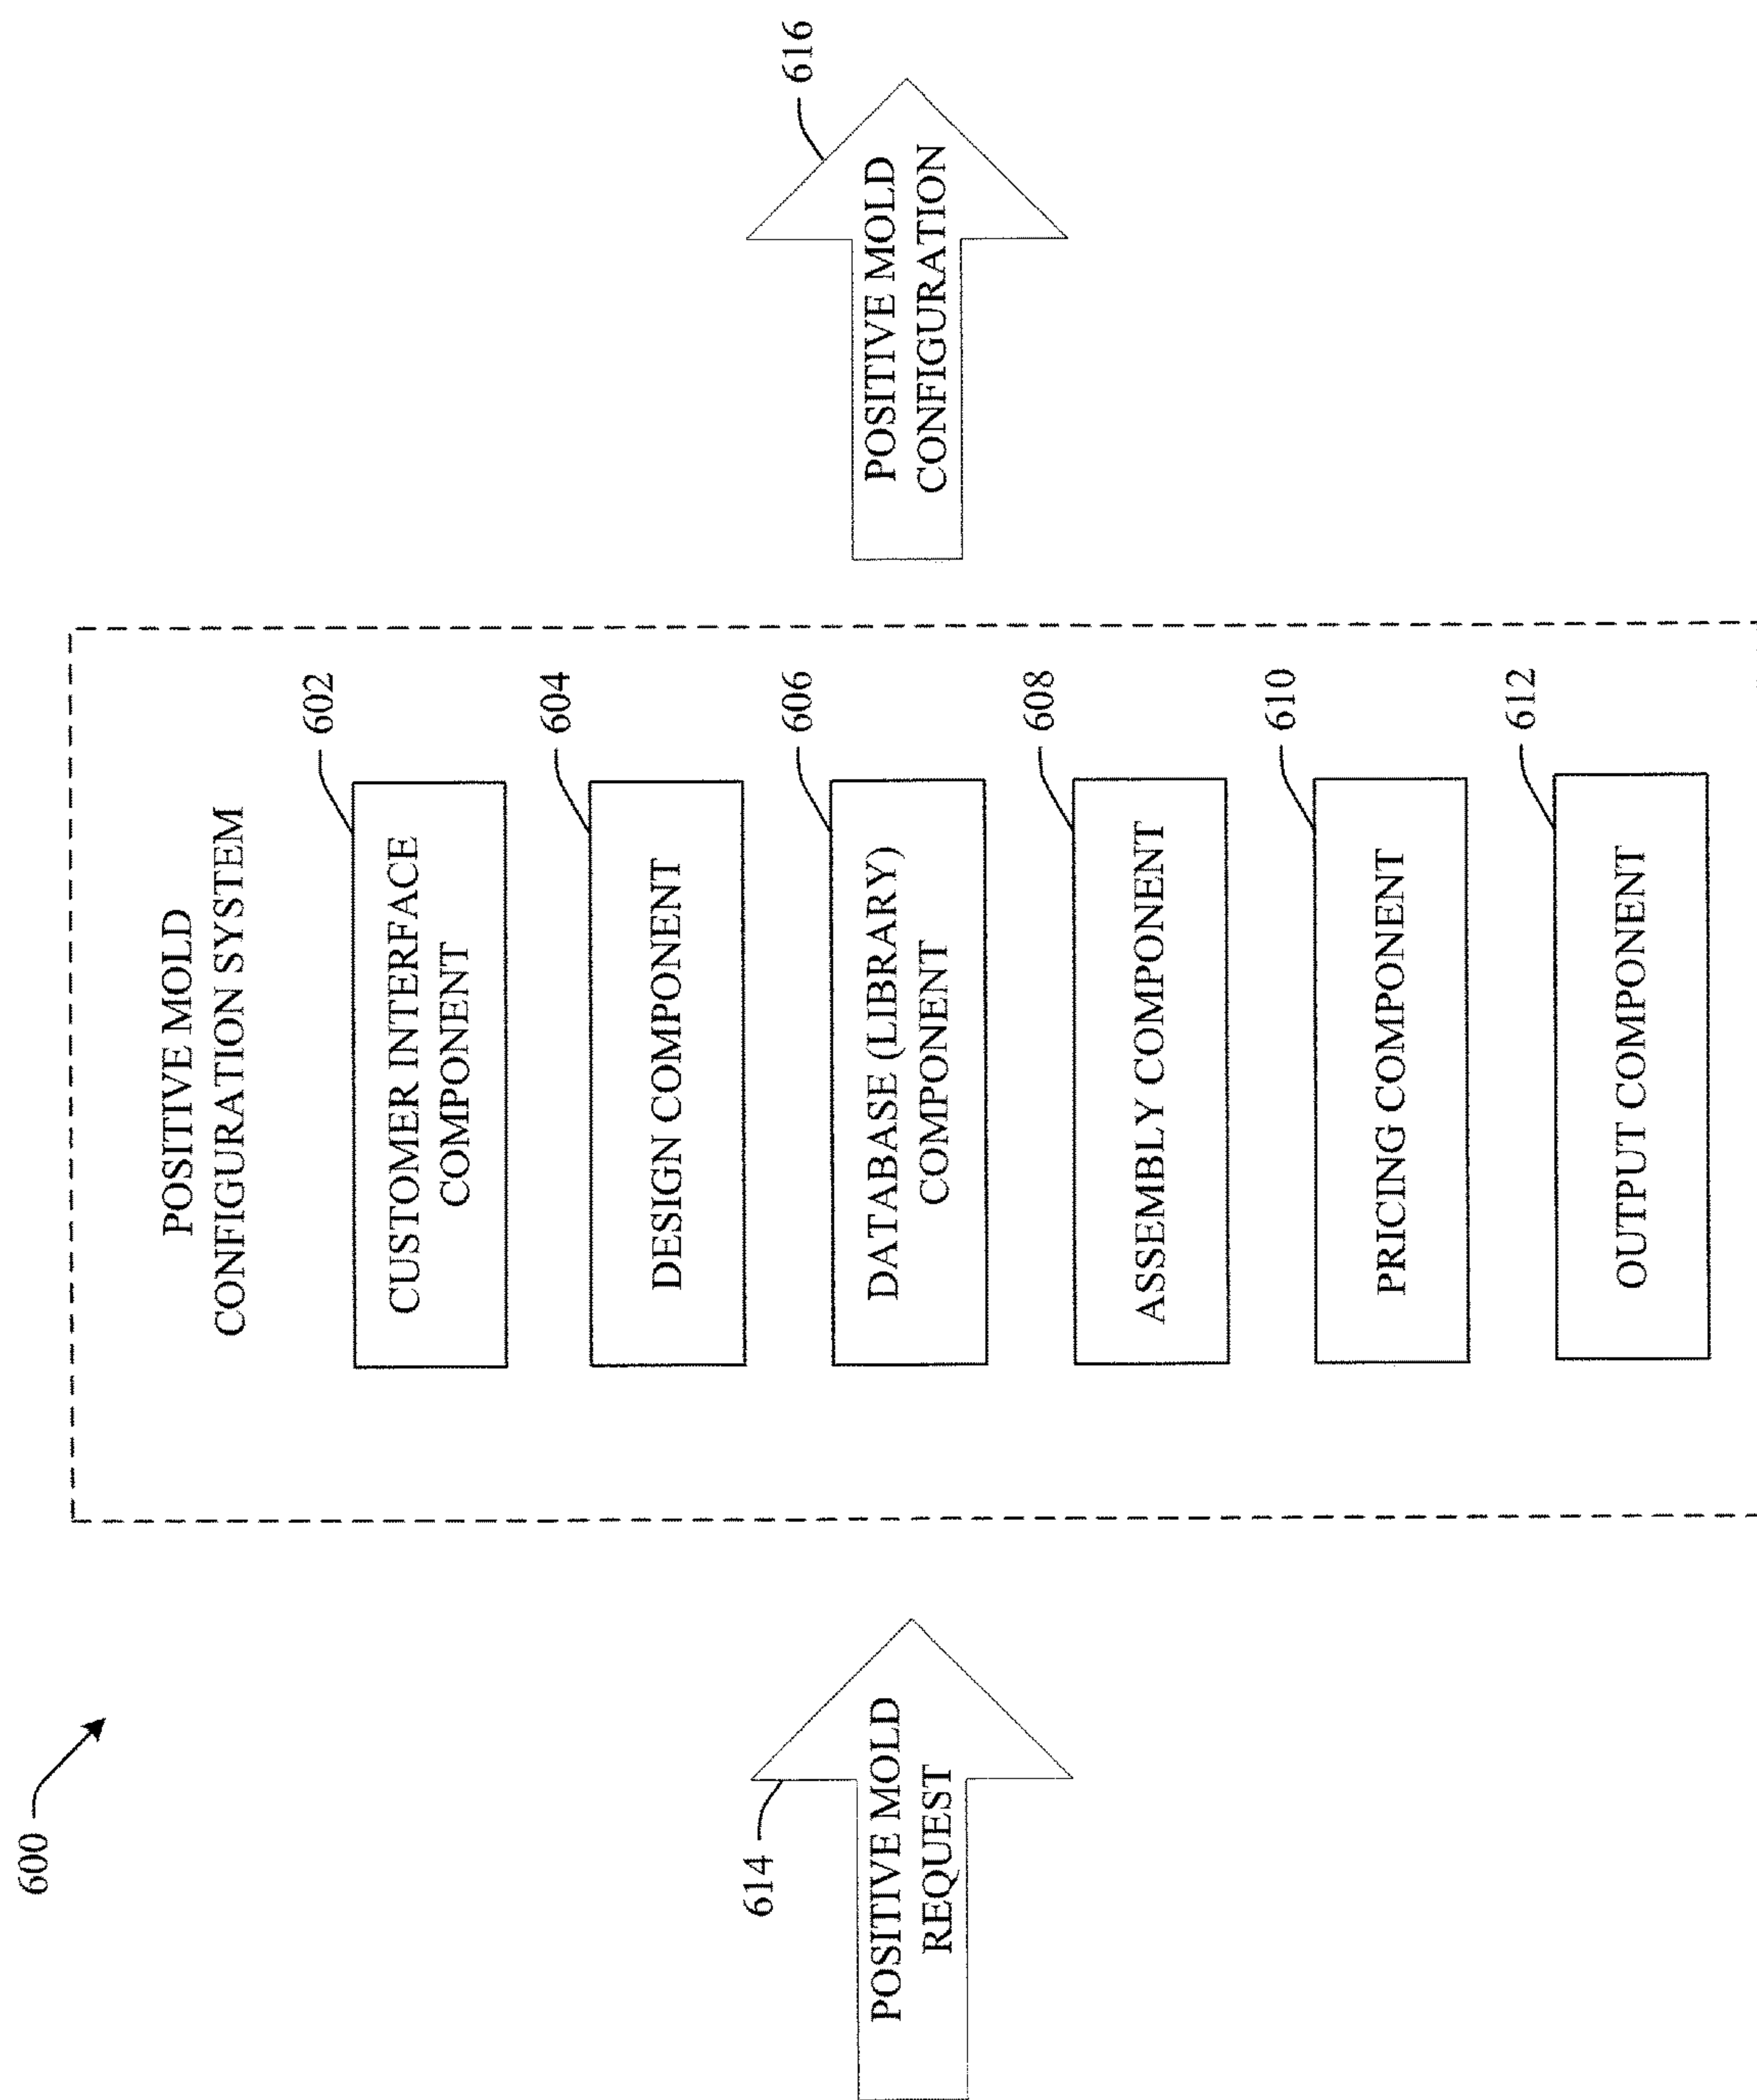 600
POSITIVE MOLD
CONFIGURATION SYSTEM
602
CUSTOMER INTERFACE
COMPONENT
604
DESIGN COMPONENT
606
DATABASE (LIBRARY)
COMPONENT
608
ASSEMBLY COMPONENT
610
PRICING COMPONENT
612
OUTPUT COMPONENT
614
POSITIVE MOLD
REQUEST
616
POSITIVE MOLD
CONFIGURATION